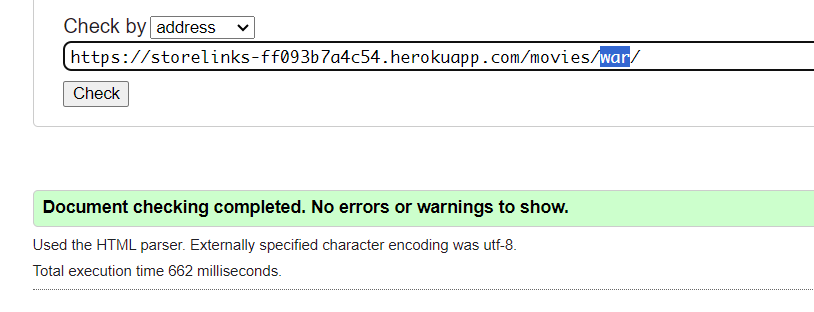 Check by address
https://storelinks-ff093b7a4c54.herokuapp.com/movies/war/
Check
Document checking completed. No errors or warnings to show.
Used the HTML parser. Externally specified character encoding was utf-8.
Total execution time 662 milliseconds.